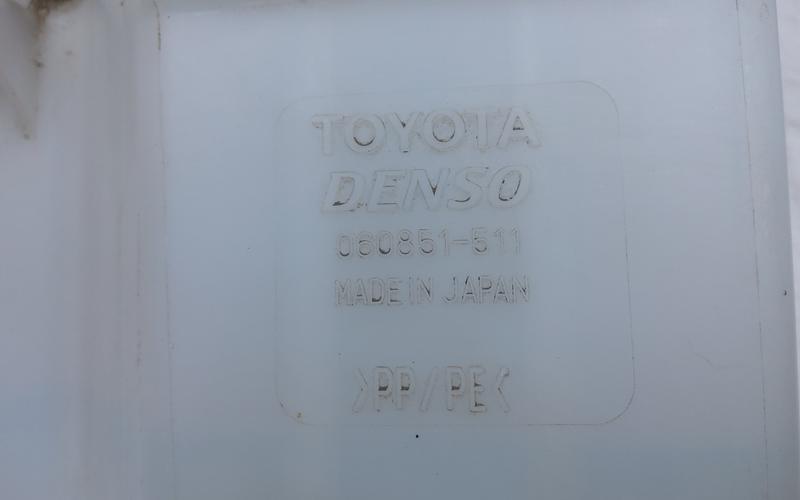 TOYOTA
DENSO
060851-511
MADE IN JAPAN
>PP/PE<